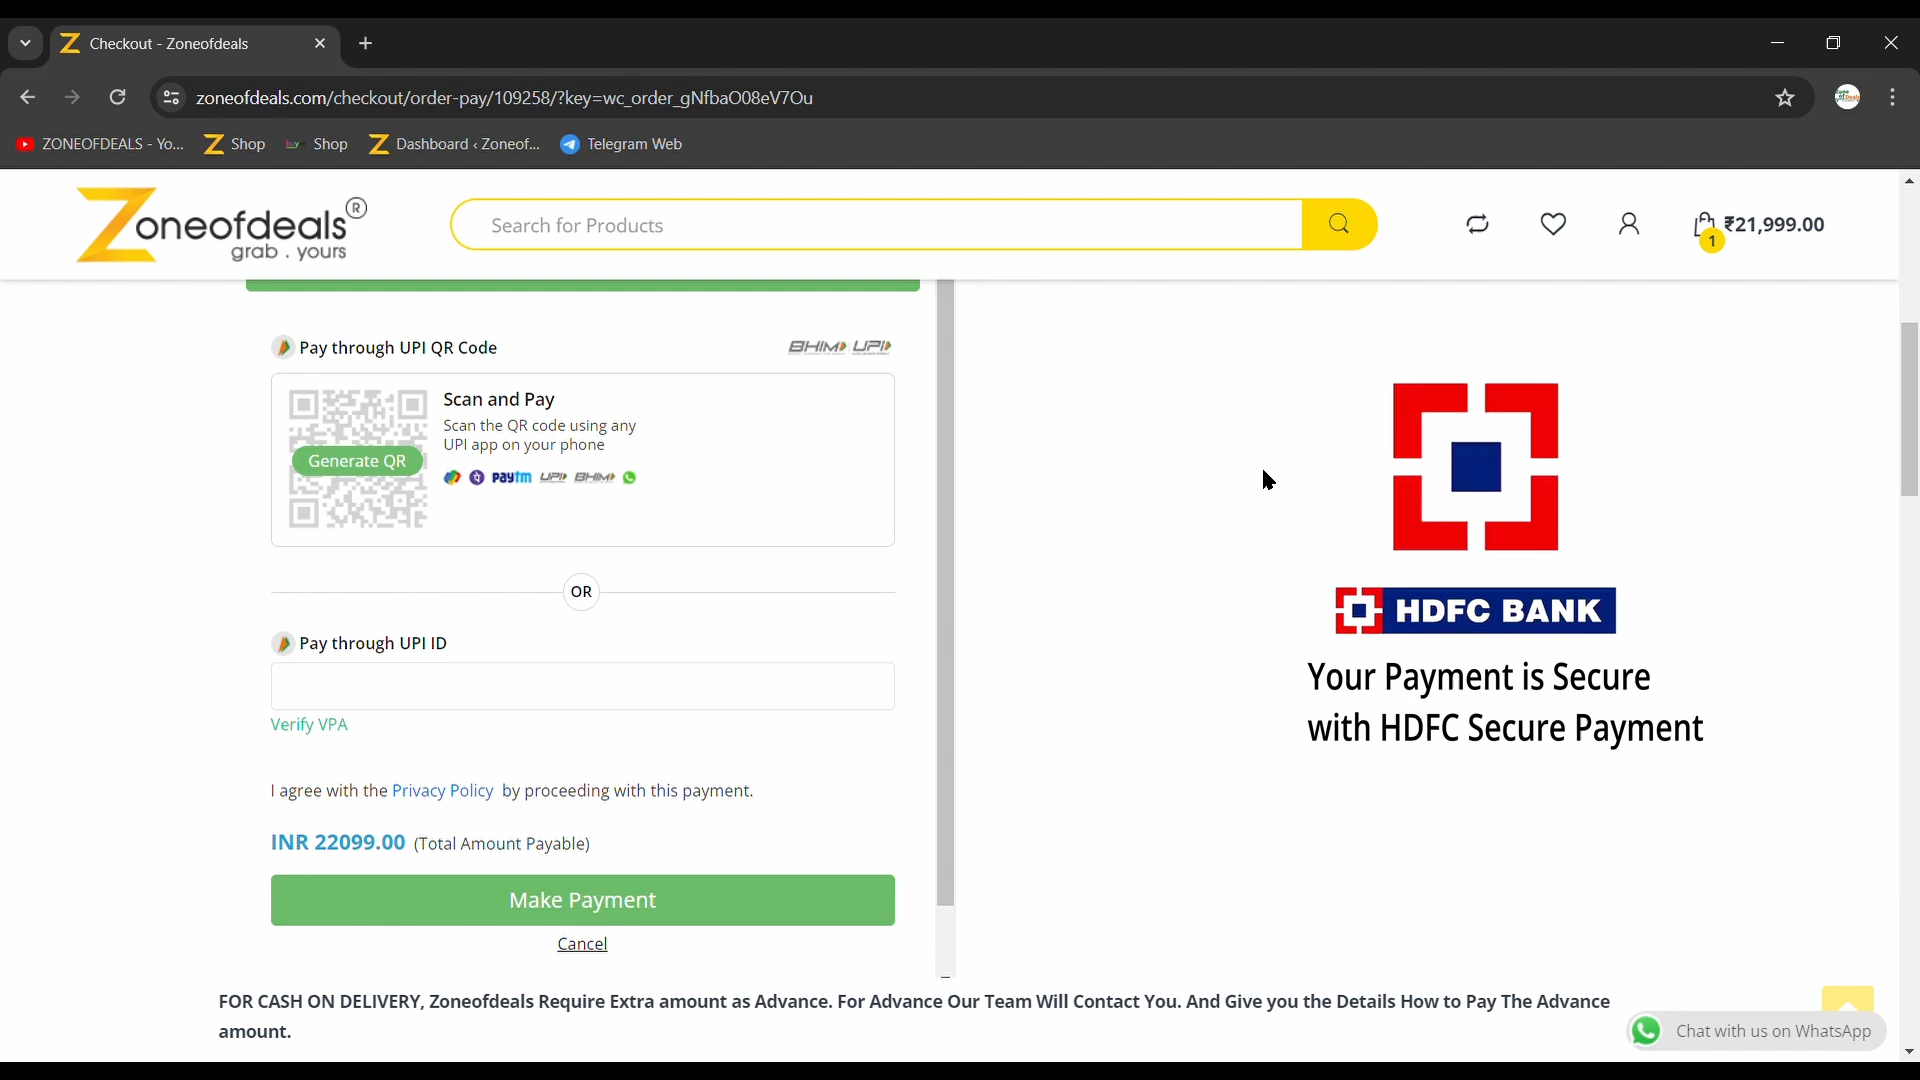 Checkout - Zoneofdeals
zoneofdeals.com/checkout/order-pay/109258/?key=wc_order_gNfbaO08eV7Ou
ZONEOFDEALS - Yo... Shop Shop Dashboard ‹ Zoneof... Telegram Web
Zoneofdeals®
grab . yours
Search for Products
₹21,999.00
1
Pay through UPI QR Code BHIM UPI
Scan and Pay
Scan the QR code using any
UPI app on your phone
Generate QR
paytm UPI BHIM
OR
Pay through UPI ID
Verify VPA
I agree with the Privacy Policy by proceeding with this payment.
INR 22099.00 (Total Amount Payable)
Make Payment
Cancel
HDFC BANK
Your Payment is Secure
with HDFC Secure Payment
FOR CASH ON DELIVERY, Zoneofdeals Require Extra amount as Advance. For Advance Our Team Will Contact You. And Give you the Details How to Pay The Advance
amount.
Chat with us on WhatsApp